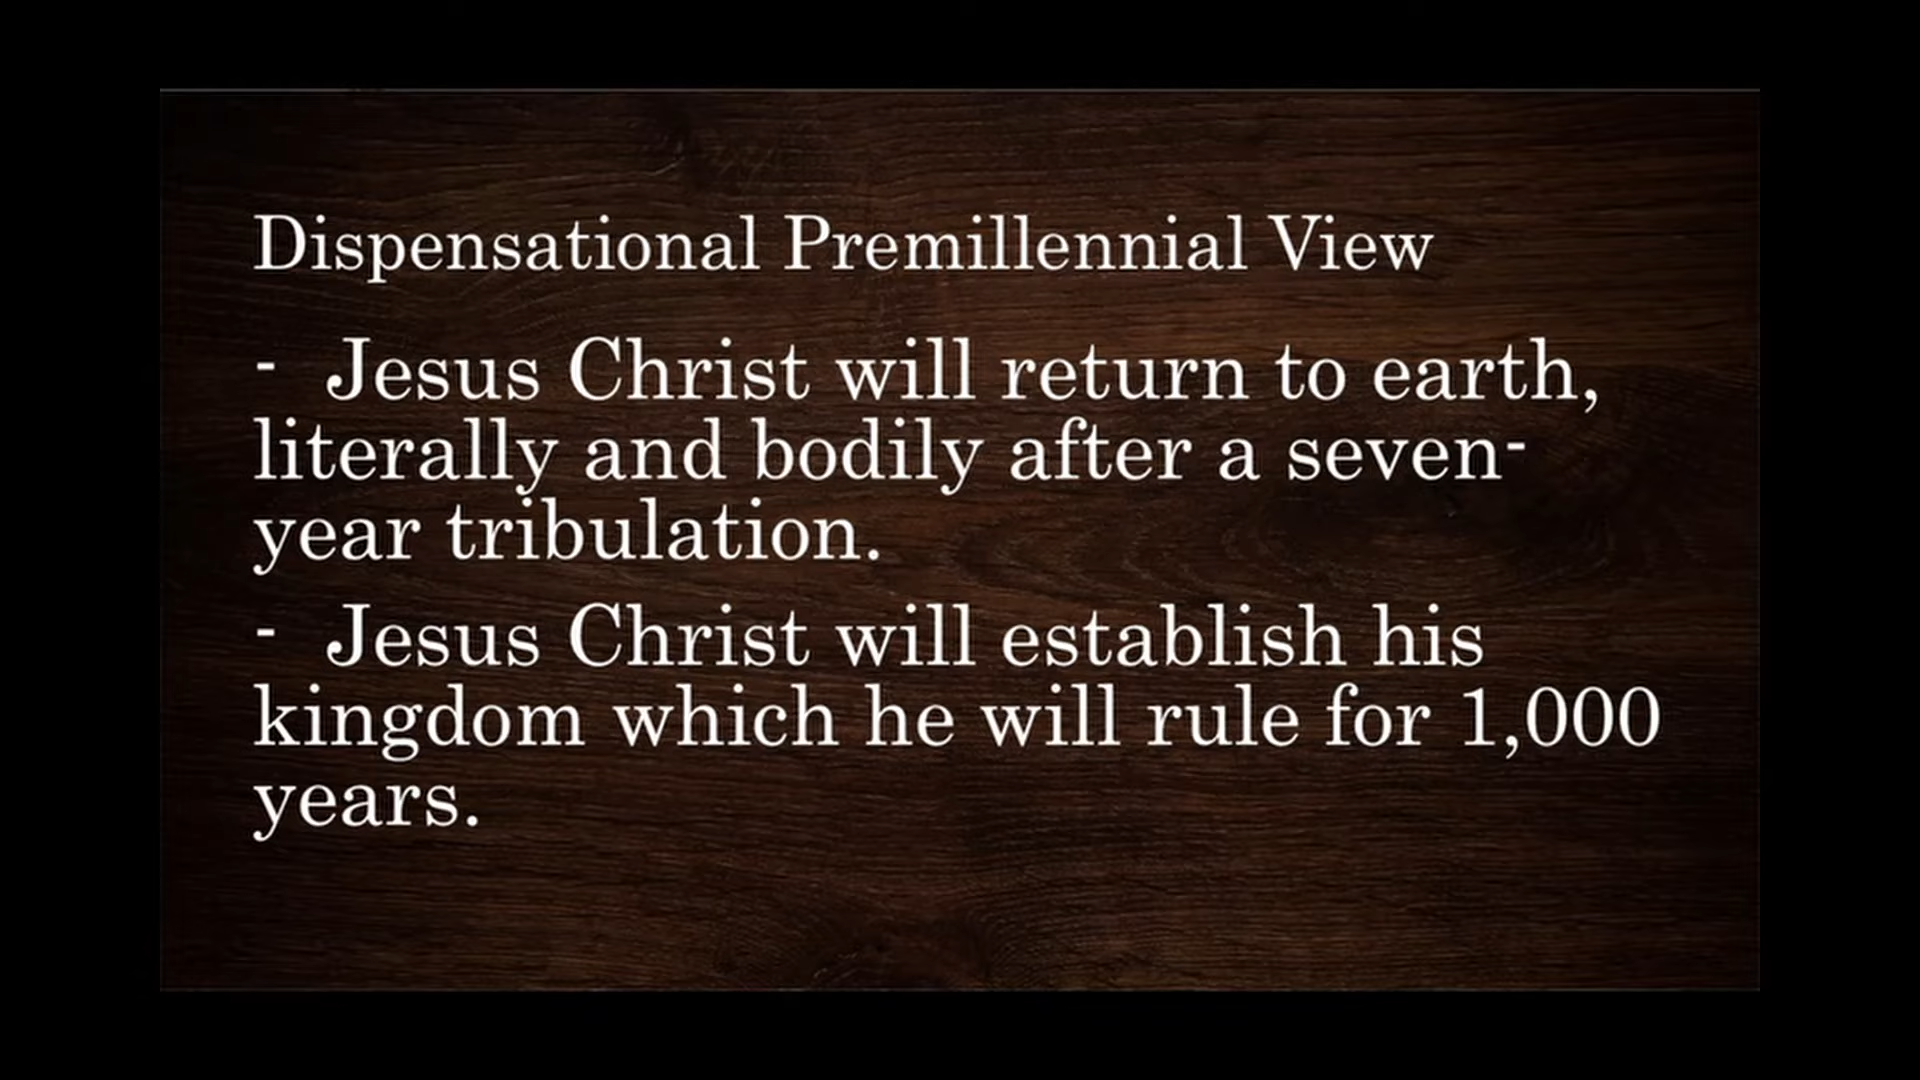 Dispensational Premillennial View
- Jesus Christ will return to earth,
literally and bodily after a seven-
year tribulation.
- Jesus Christ will establish his
kingdom which he will rule for 1,000
years.